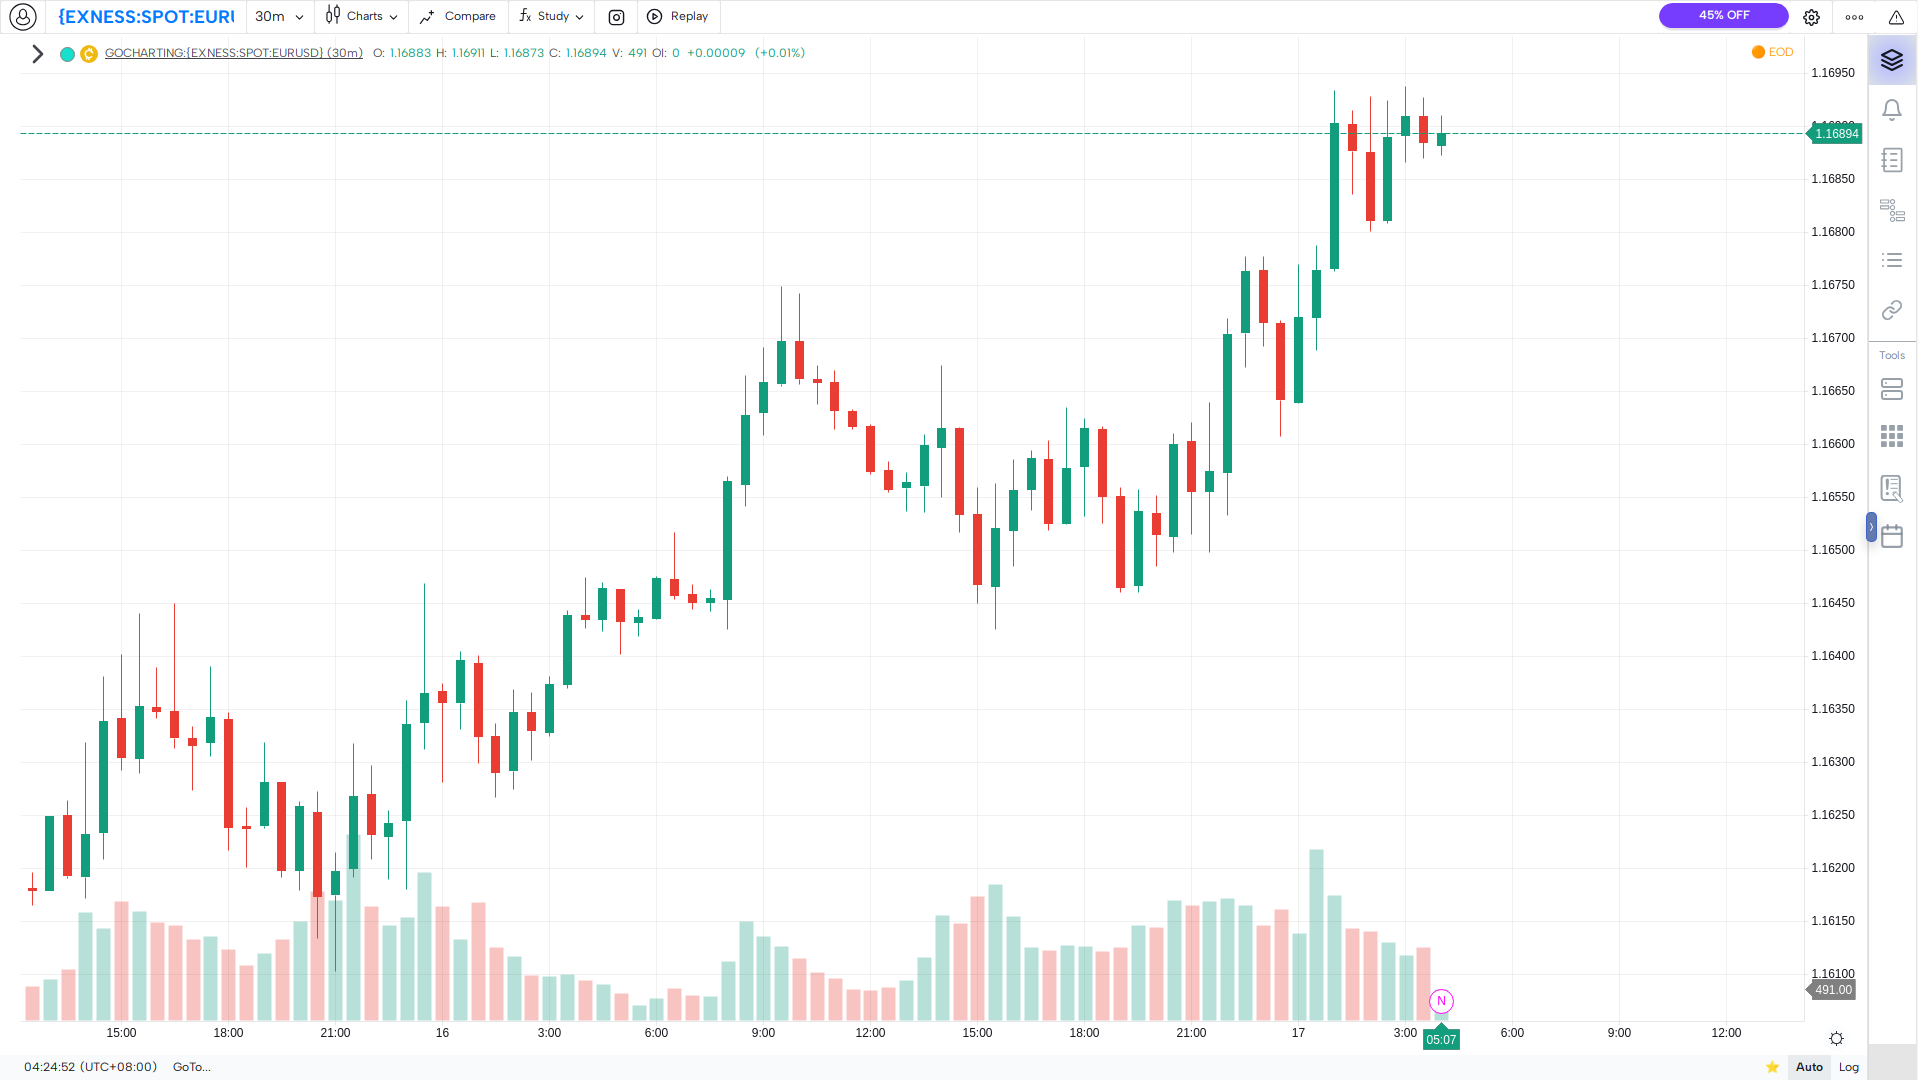 {EXNESS:SPOT:EURU
30m
Charts
Compare
Study
Replay
45% OFF
GOCHARTING:{EXNESS:SPOT:EURUSD} (30m) O: 1.16883 H: 1.16911 L: 1.16873 C: 1.16894 V: 491 OI: 0 +0.00009 (+0.01%)
EOD
1.16950
1.16894
1.16850
1.16800
1.16750
1.16700
1.16650
1.16600
1.16550
1.16500
1.16450
1.16400
1.16350
1.16300
1.16250
1.16200
1.16150
1.16100
491.00
Tools
N
15:00 18:00 21:00 16 3:00 6:00 9:00 12:00 15:00 18:00 21:00 17 3:00 6:00 9:00 12:00
05:07
04:24:52 (UTC+08:00) GoTo...
Auto Log